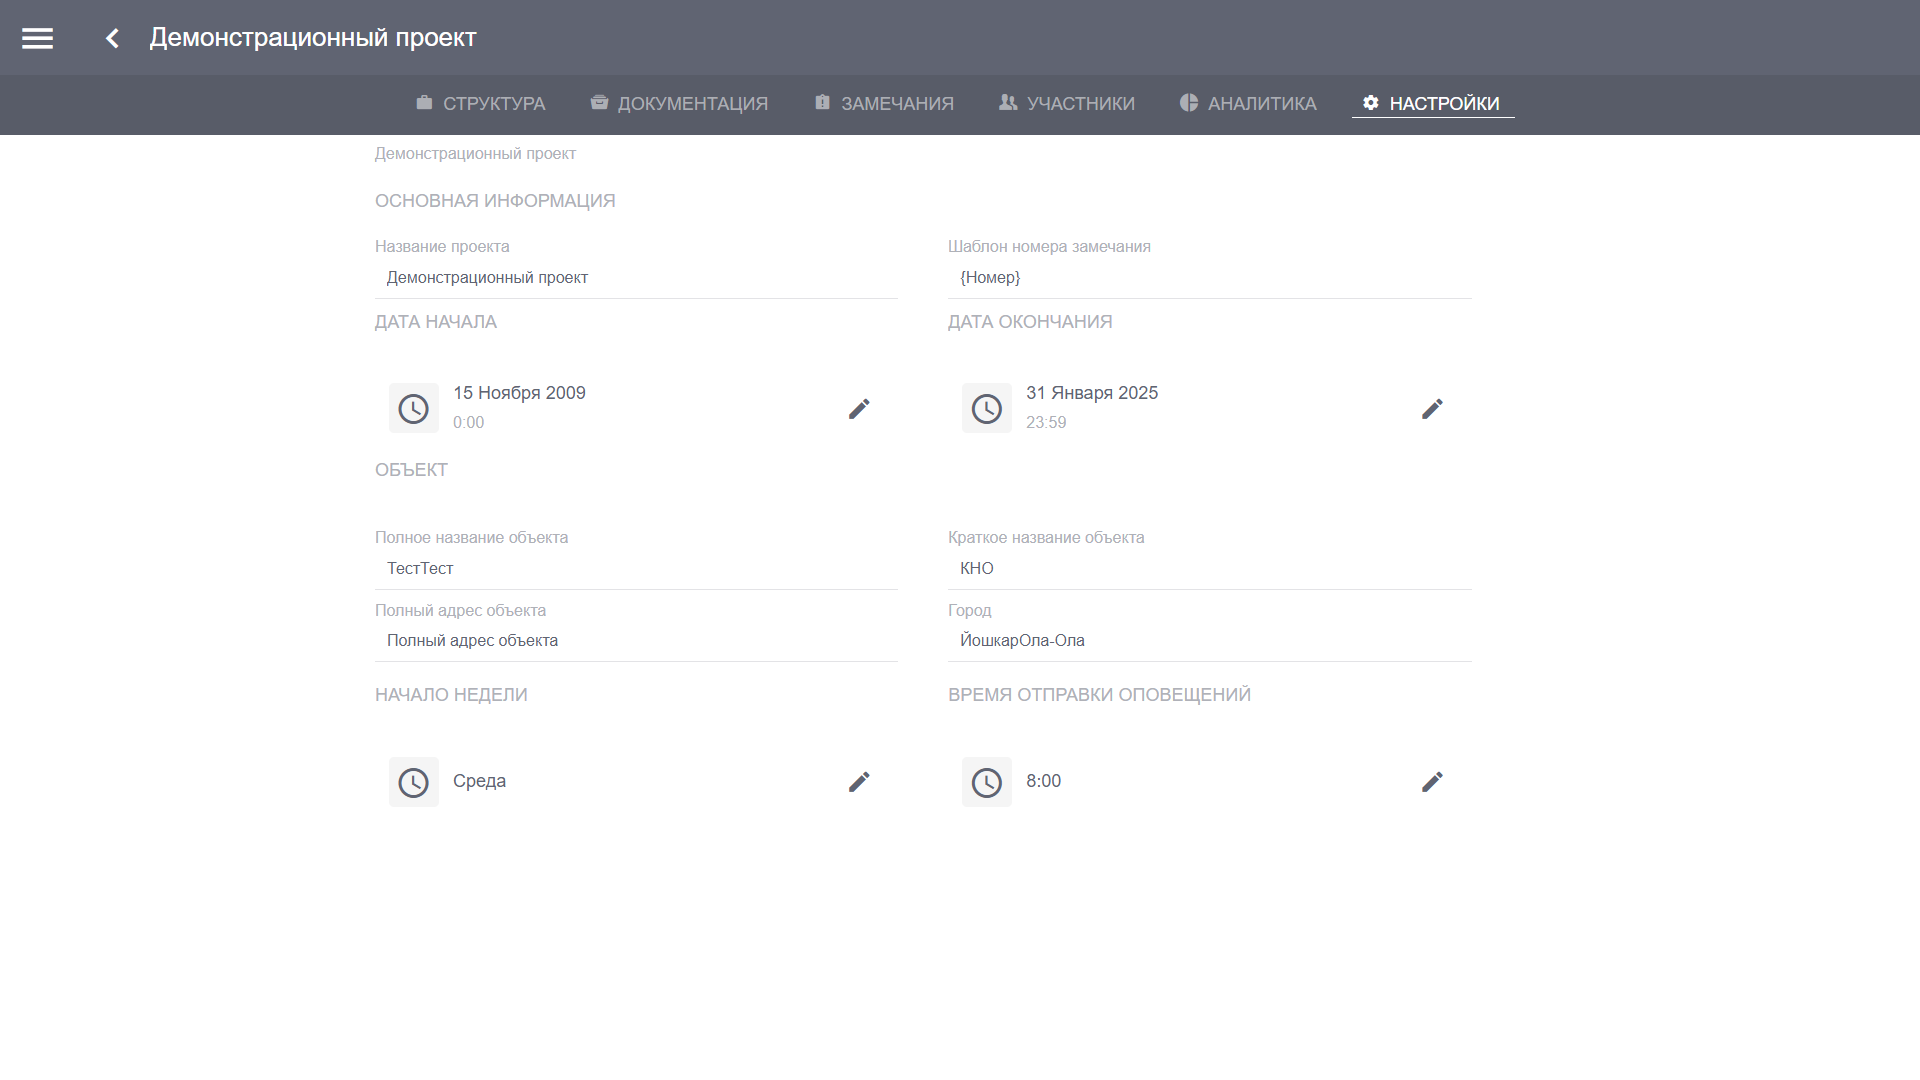 Демонстрационный проект
СТРУКТУРА ДОКУМЕНТАЦИЯ ЗАМЕЧАНИЯ УЧАСТНИКИ АНАЛИТИКА НАСТРОЙКИ
Демонстрационный проект
ОСНОВНАЯ ИНФОРМАЦИЯ
Название проекта Шаблон номера замечания
Демонстрационный проект {Номер}
ДАТА НАЧАЛА ДАТА ОКОНЧАНИЯ
15 Ноября 2009 31 Января 2025
0:00 23:59
ОБЪЕКТ
Полное название объекта Краткое название объекта
ТестТест КНО
Полный адрес объекта Город
Полный адрес объекта ЙошкарОла-Ола
НАЧАЛО НЕДЕЛИ ВРЕМЯ ОТПРАВКИ ОПОВЕЩЕНИЙ
Среда 8:00